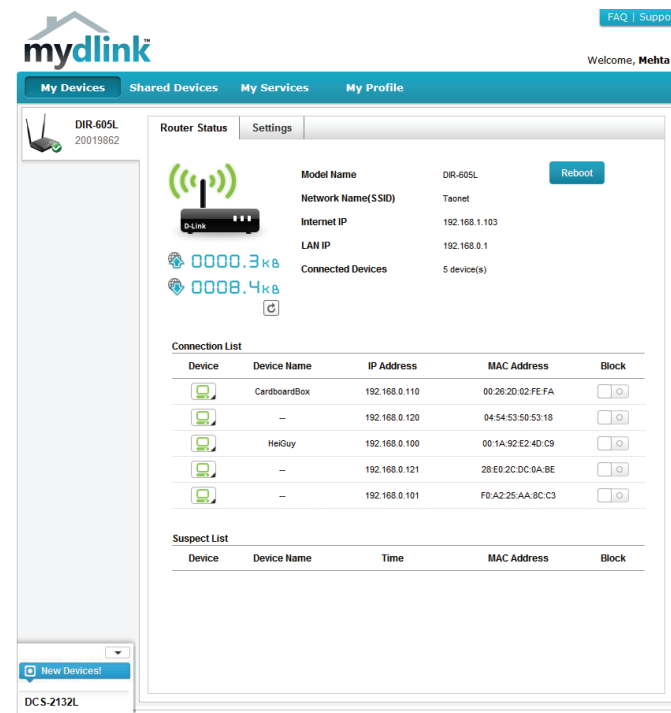 FAQ | Suppo
mydlink™
Welcome, Mehta
My Devices Shared Devices My Services My Profile
DIR-605L
20019862
Router Status Settings
Model Name DIR-605L Reboot
Network Name(SSID) Taonet
D-Link
Internet IP 192.168.1.103
LAN IP 192.168.0.1
0000.3KB
Connected Devices 5 device(s)
0008.4KB
Connection List
Device Device Name IP Address MAC Address Block
CardboardBox 192.168.0.110 00:26:2D:02:FE:FA
-- 192.168.0.120 04:54:53:50:53:18
HeiGuy 192.168.0.100 00:1A:92:E2:4D:C9
-- 192.168.0.121 28:E0:2C:DC:0A:BE
-- 192.168.0.101 F0:A2:25:AA:8C:C3
Suspect List
Device Device Name Time MAC Address Block
New Devices!
DCS-2132L